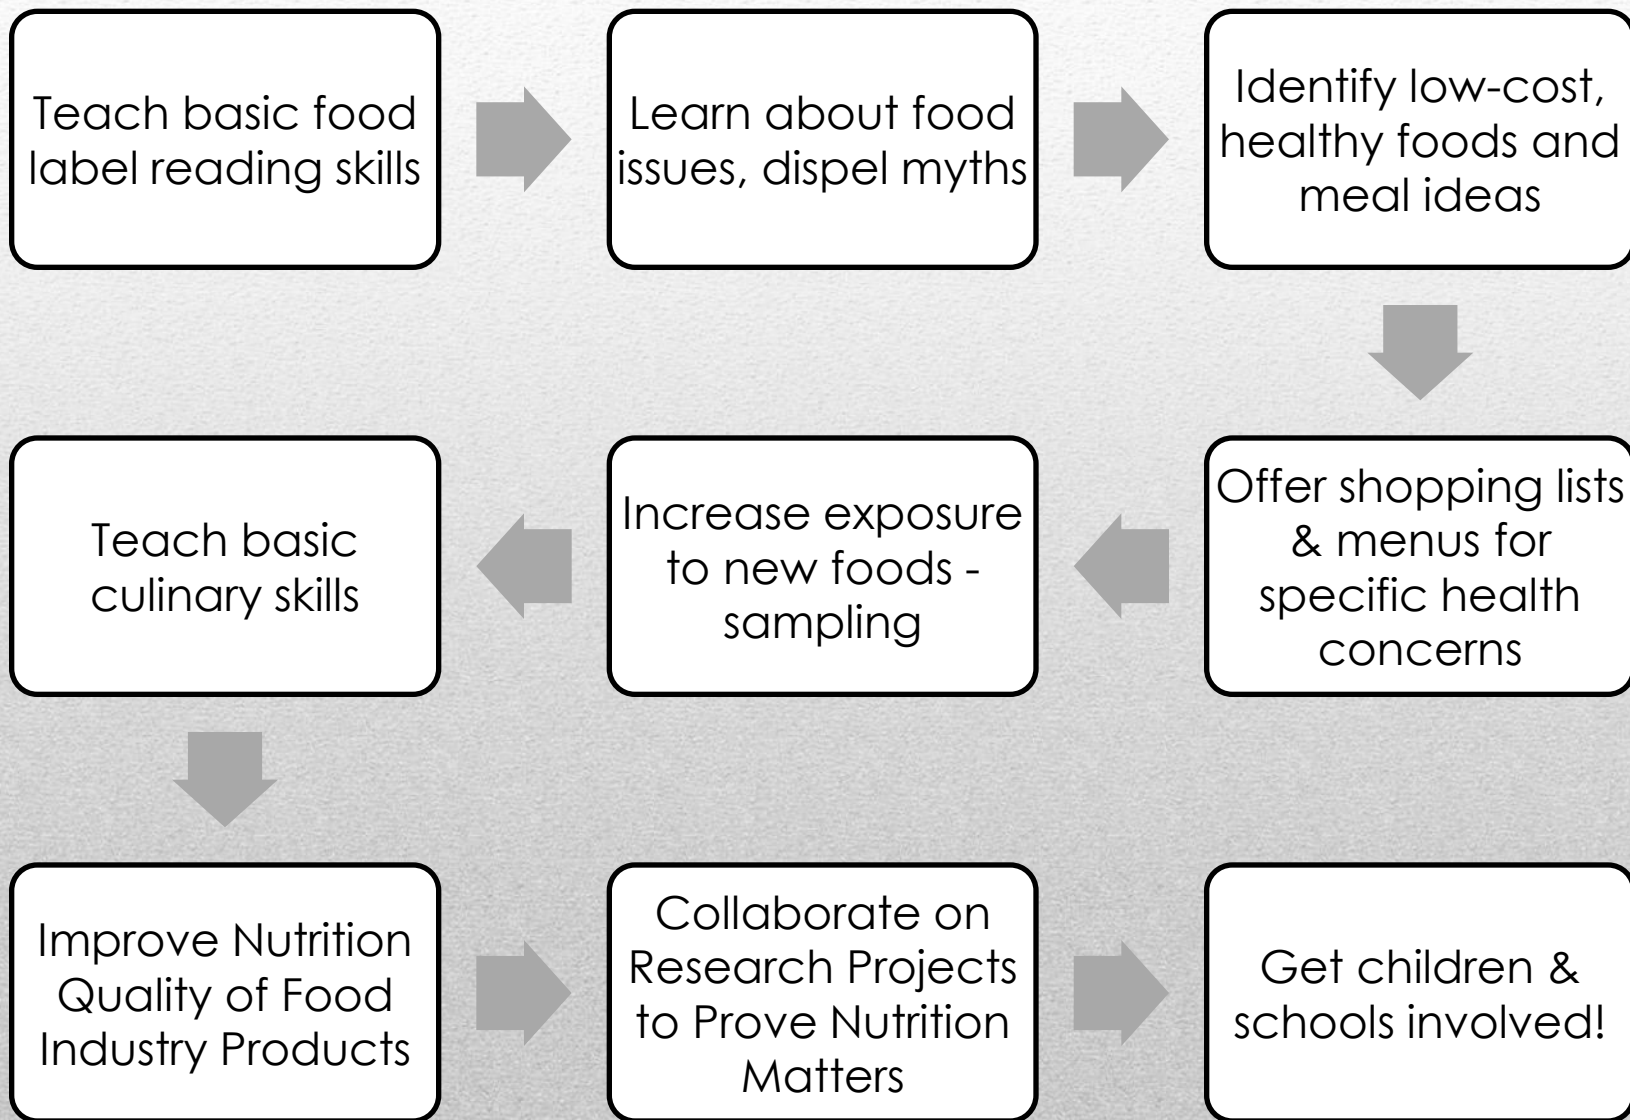 Teach basic food
label reading skills
Learn about food
issues, dispel myths
Identify low-cost,
healthy foods and
meal ideas
Offer shopping lists
& menus for
specific health
concerns
Increase exposure
to new foods -
sampling
Teach basic
culinary skills
Improve Nutrition
Quality of Food
Industry Products
Collaborate on
Research Projects
to Prove Nutrition
Matters
Get children &
schools involved!